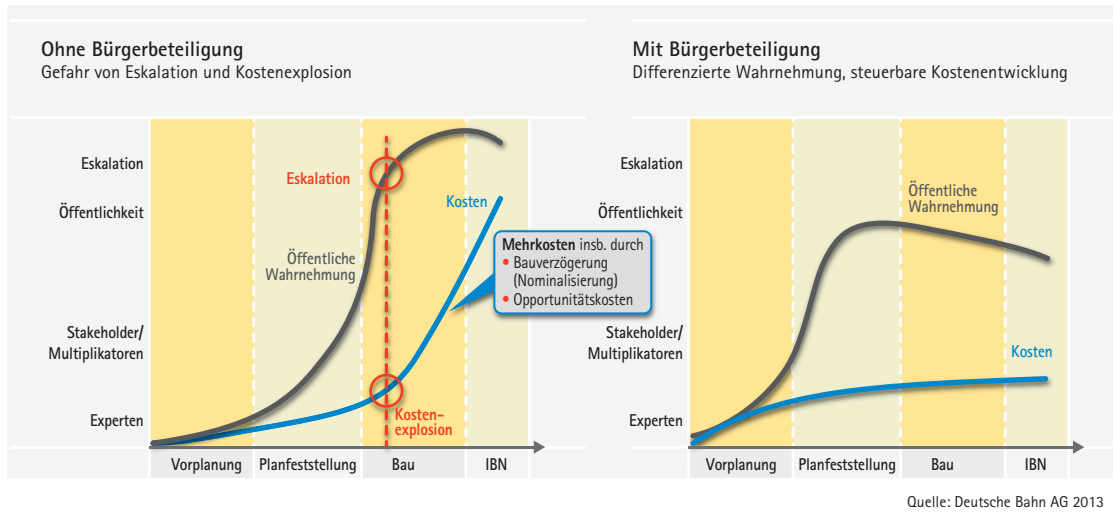 Ohne Bürgerbeteiligung
Gefahr von Eskalation und Kostenexplosion
Eskalation
Öffentlichkeit
Stakeholder/
Multiplikatoren
Experten
Eskalation
Öffentliche
Wahrnehmung
Kosten
Mehrkosten insb. durch
• Bauverzögerung
(Nominalisierung)
• Opportunitätskosten
Kosten-
explosion
Vorplanung
Planfeststellung
Bau
IBN
Mit Bürgerbeteiligung
Differenzierte Wahrnehmung, steuerbare Kostenentwicklung
Eskalation
Öffentlichkeit
Stakeholder/
Multiplikatoren
Experten
Öffentliche
Wahrnehmung
Kosten
Vorplanung
Planfeststellung
Bau
IBN
Quelle: Deutsche Bahn AG 2013